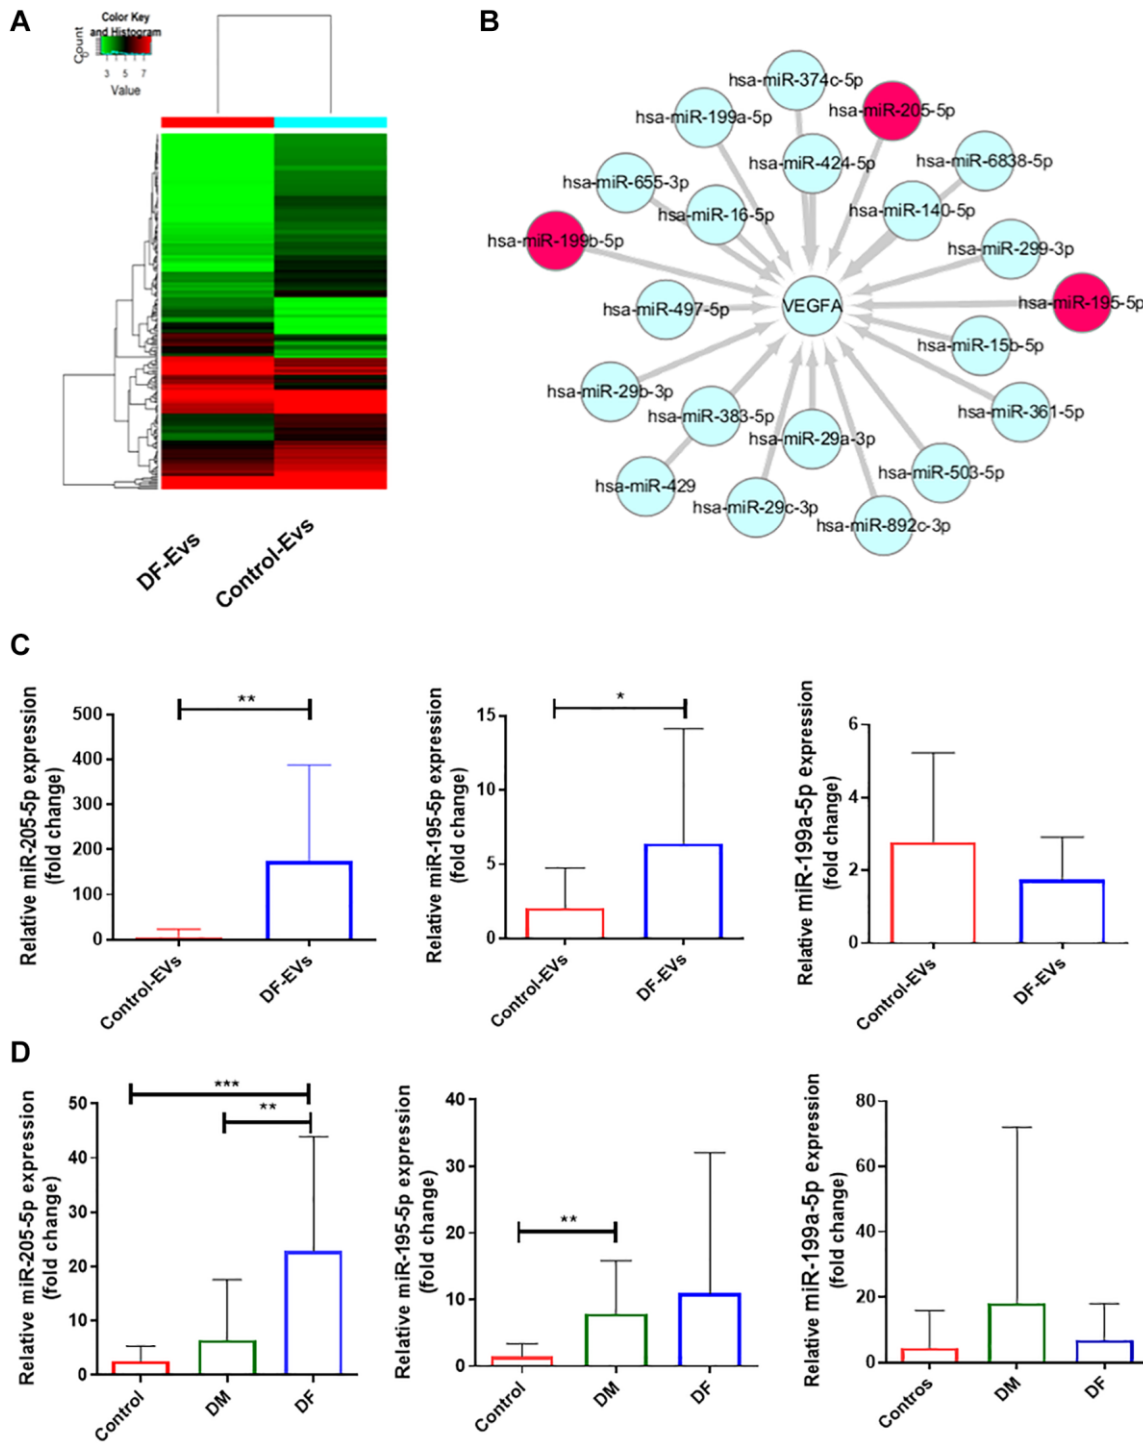 A
Color Key
and Histogram
Count
0
3 5 7
Value
DF-Evs
Control-Evs
B
hsa-miR-374c-5p
hsa-miR-205-5p
hsa-miR-199a-5p
hsa-miR-424-5p
hsa-miR-6838-5p
hsa-miR-655-3p
hsa-miR-16-5p
hsa-miR-140-5p
hsa-miR-199b-5p
hsa-miR-299-3p
hsa-miR-195-5p
hsa-miR-497-5p
VEGFA
hsa-miR-15b-5p
hsa-miR-29b-3p
hsa-miR-383-5p
hsa-miR-361-5p
hsa-miR-29a-3p
hsa-miR-503-5p
hsa-miR-429
hsa-miR-29c-3p
hsa-miR-892c-3p
C
Relative miR-205-5p expression
(fold change)
500
400
300
200
100
0
**
Control-EVs
DF-EVs
Relative miR-195-5p expression
(fold change)
15
10
5
0
*
Control-EVs
DF-EVs
Relative miR-199a-5p expression
(fold change)
6
4
2
0
Control-EVs
DF-EVs
D
Relative miR-205-5p expression
(fold change)
50
40
30
20
10
0
***
**
Control
DM
DF
Relative miR-195-5p expression
(fold change)
40
30
20
10
0
**
Control
DM
DF
Relative miR-199a-5p expression
(fold change)
80
60
40
20
0
Contros
DM
DF